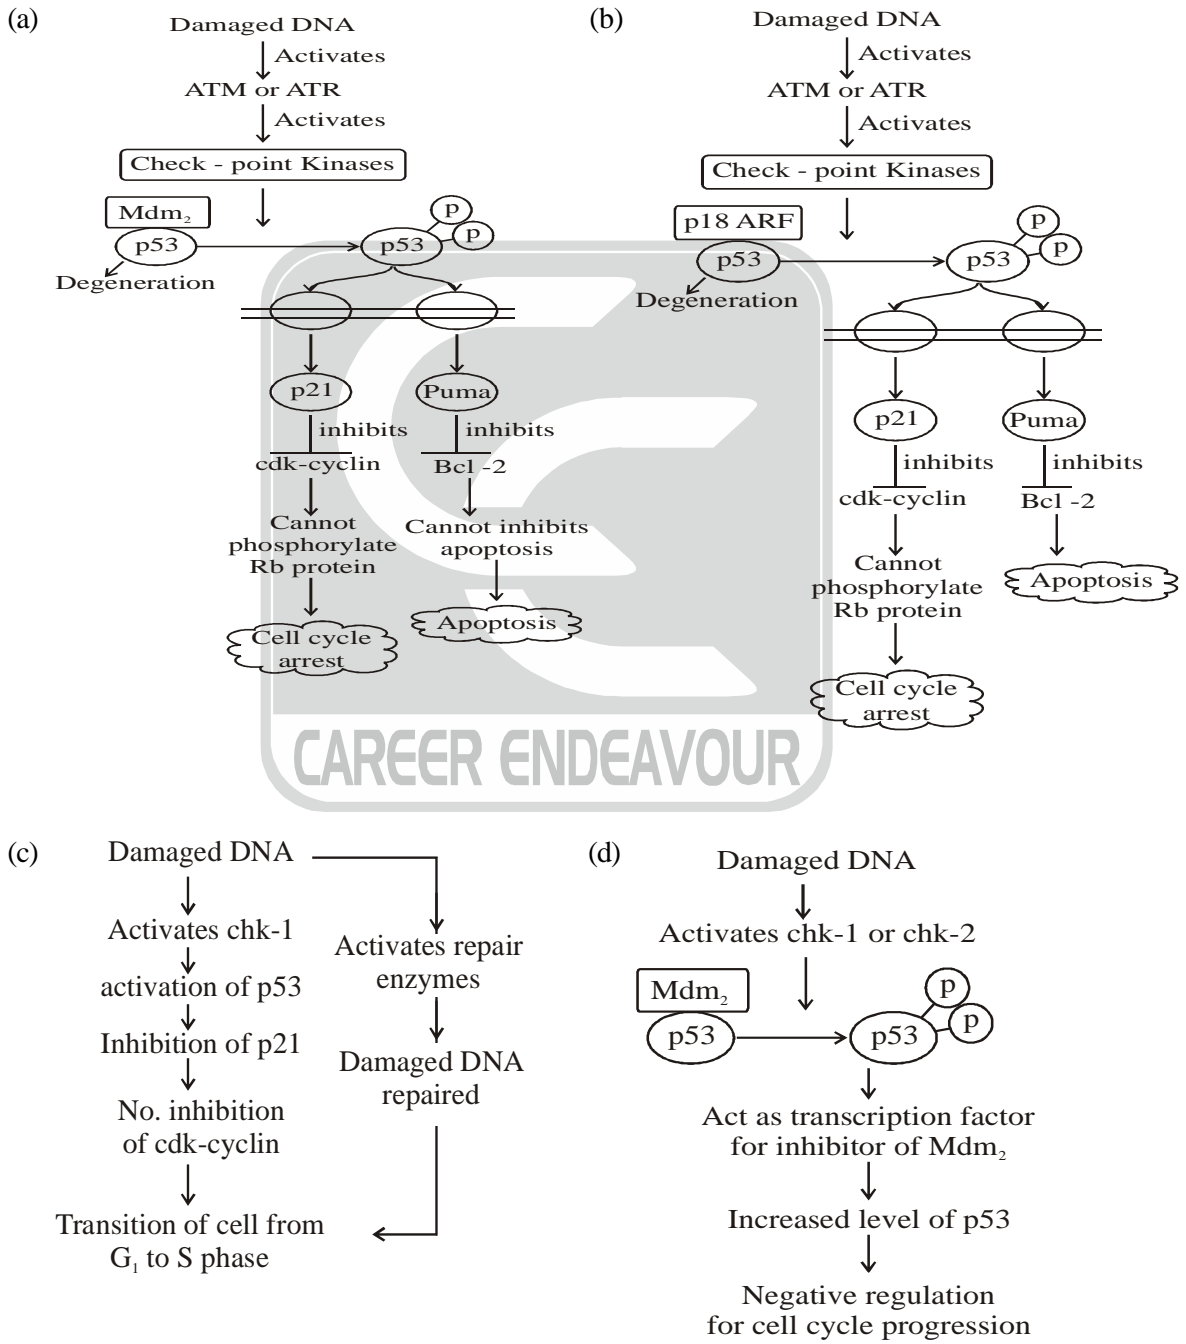 (a)
Damaged DNA
Activates
ATM or ATR
Activates
Check - point Kinases
Mdm₂
p53
Degeneration
p53
p
p
p21
inhibits
cdk-cyclin
Cannot
phosphorylate
Rb protein
Cell cycle
arrest
Puma
inhibits
Bcl -2
Cannot inhibits
apoptosis
Apoptosis
(b)
Damaged DNA
Activates
ATM or ATR
Activates
Check - point Kinases
p18 ARF
p53
Degeneration
p53
p
p
p21
inhibits
cdk-cyclin
Cannot
phosphorylate
Rb protein
Cell cycle
arrest
Puma
inhibits
Bcl -2
Apoptosis
CAREER ENDEAVOUR
(c)
Damaged DNA
Activates chk-1
activation of p53
Inhibition of p21
No. inhibition
of cdk-cyclin
Transition of cell from
G₁ to S phase
Activates repair
enzymes
Damaged DNA
repaired
(d)
Damaged DNA
Activates chk-1 or chk-2
Mdm₂
p53
p53
p
p
Act as transcription factor
for inhibitor of Mdm₂
Increased level of p53
Negative regulation
for cell cycle progression